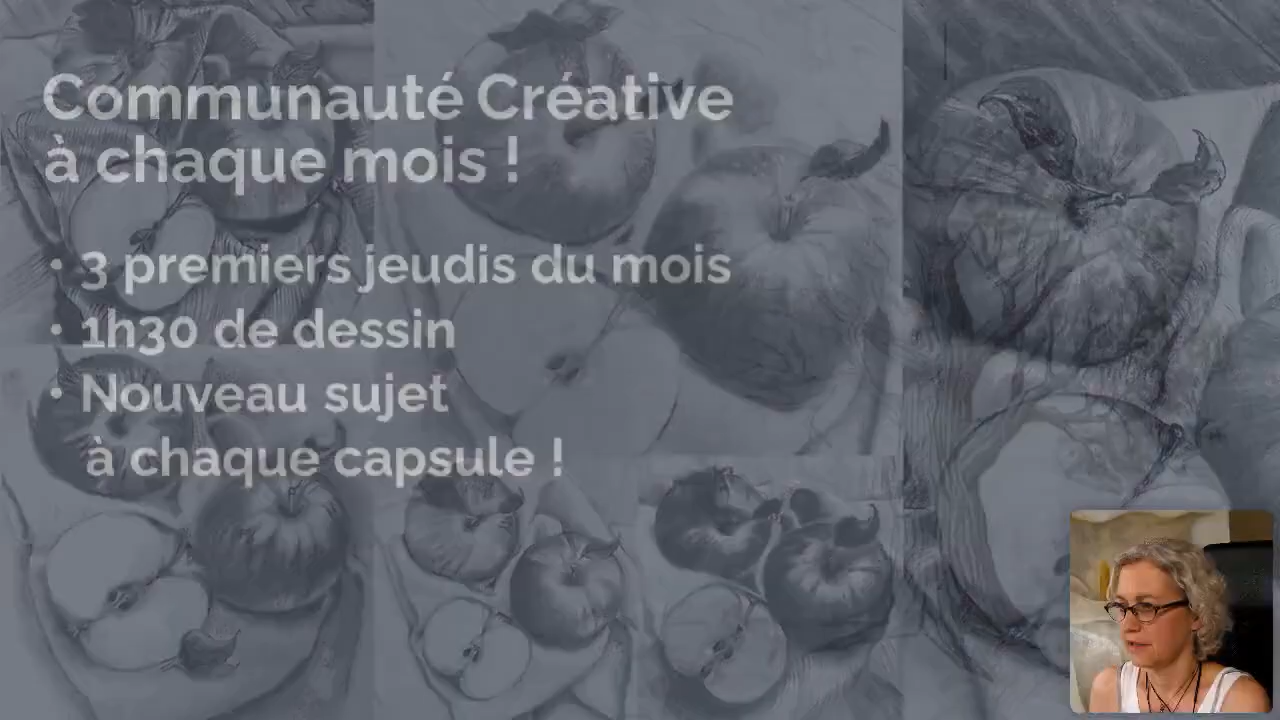 Communauté Créative
à chaque mois !
• 3 premiers jeudis du mois
• 1h30 de dessin
• Nouveau sujet
à chaque capsule !